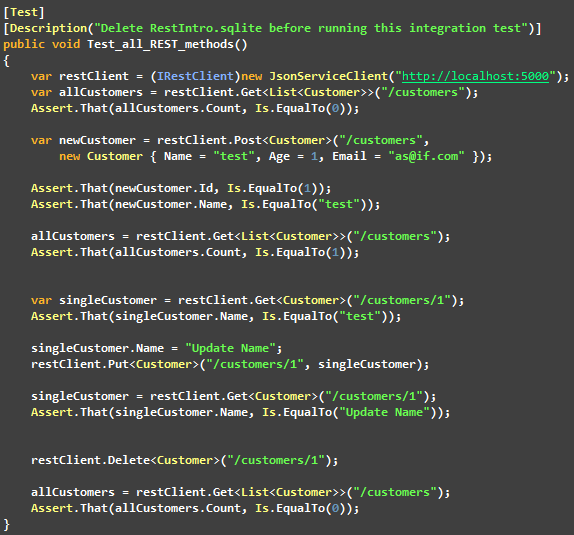 [Test]
[Description("Delete RestIntro.sqlite before running this integration test")]
public void Test_all_REST_methods()
{
    var restClient = (IRestClient)new JsonServiceClient("http://localhost:5000");
    var allCustomers = restClient.Get<List<Customer>>("/customers");
    Assert.That(allCustomers.Count, Is.EqualTo(0));

    var newCustomer = restClient.Post<Customer>("/customers",
        new Customer { Name = "test", Age = 1, Email = "as@if.com" });

    Assert.That(newCustomer.Id, Is.EqualTo(1));
    Assert.That(newCustomer.Name, Is.EqualTo("test"));

    allCustomers = restClient.Get<List<Customer>>("/customers");
    Assert.That(allCustomers.Count, Is.EqualTo(1));


    var singleCustomer = restClient.Get<Customer>("/customers/1");
    Assert.That(singleCustomer.Name, Is.EqualTo("test"));

    singleCustomer.Name = "Update Name";
    restClient.Put<Customer>("/customers/1", singleCustomer);

    singleCustomer = restClient.Get<Customer>("/customers/1");
    Assert.That(singleCustomer.Name, Is.EqualTo("Update Name"));


    restClient.Delete<Customer>("/customers/1");

    allCustomers = restClient.Get<List<Customer>>("/customers");
    Assert.That(allCustomers.Count, Is.EqualTo(0));
}